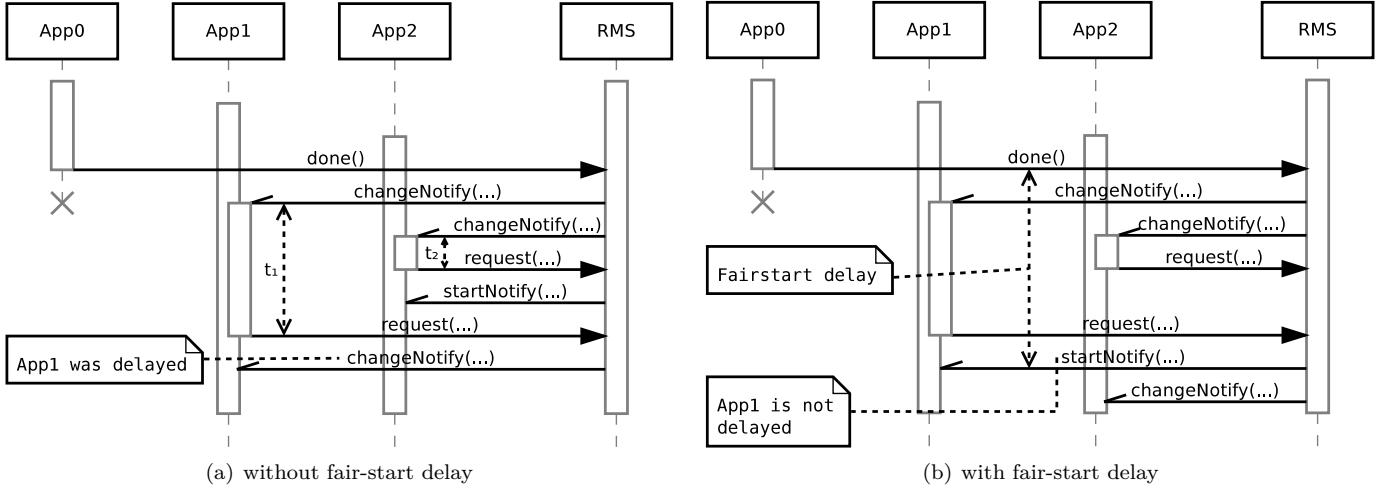 App0 App1 App2 RMS
done()
changeNotify(...)
changeNotify(...)
t₂
request(...)
t₁
startNotify(...)
request(...)
App1 was delayed
changeNotify(...)
(a) without fair-start delay
App0 App1 App2 RMS
done()
changeNotify(...)
changeNotify(...)
request(...)
Fairstart delay
request(...)
startNotify(...)
changeNotify(...)
App1 is not
delayed
(b) with fair-start delay